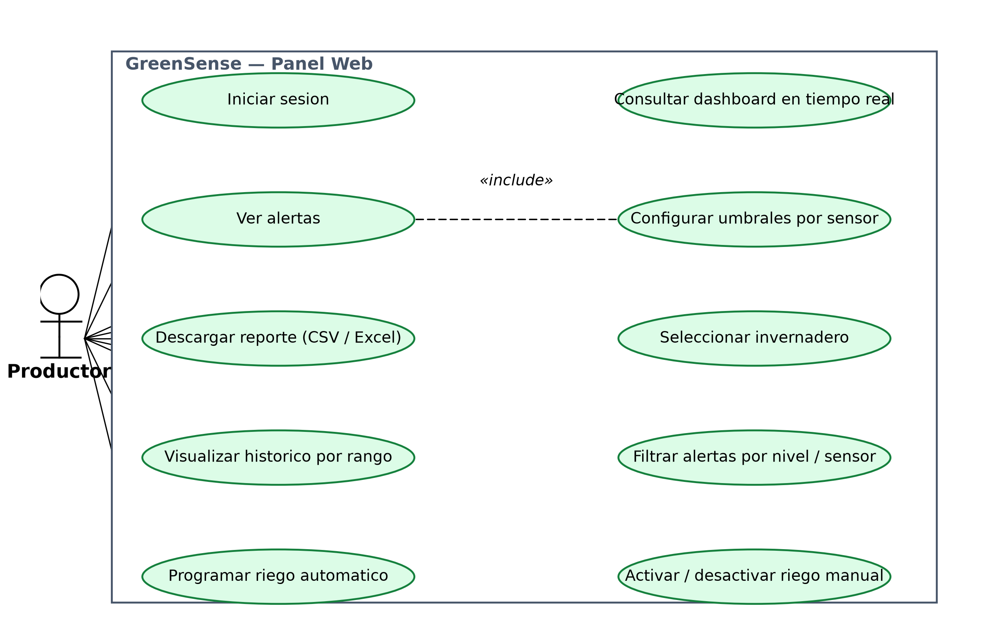 GreenSense — Panel Web
Iniciar sesion
Consultar dashboard en tiempo real
«include»
Ver alertas
Configurar umbrales por sensor
Descargar reporte (CSV / Excel)
Seleccionar invernadero
Productor
Visualizar historico por rango
Filtrar alertas por nivel / sensor
Programar riego automatico
Activar / desactivar riego manual